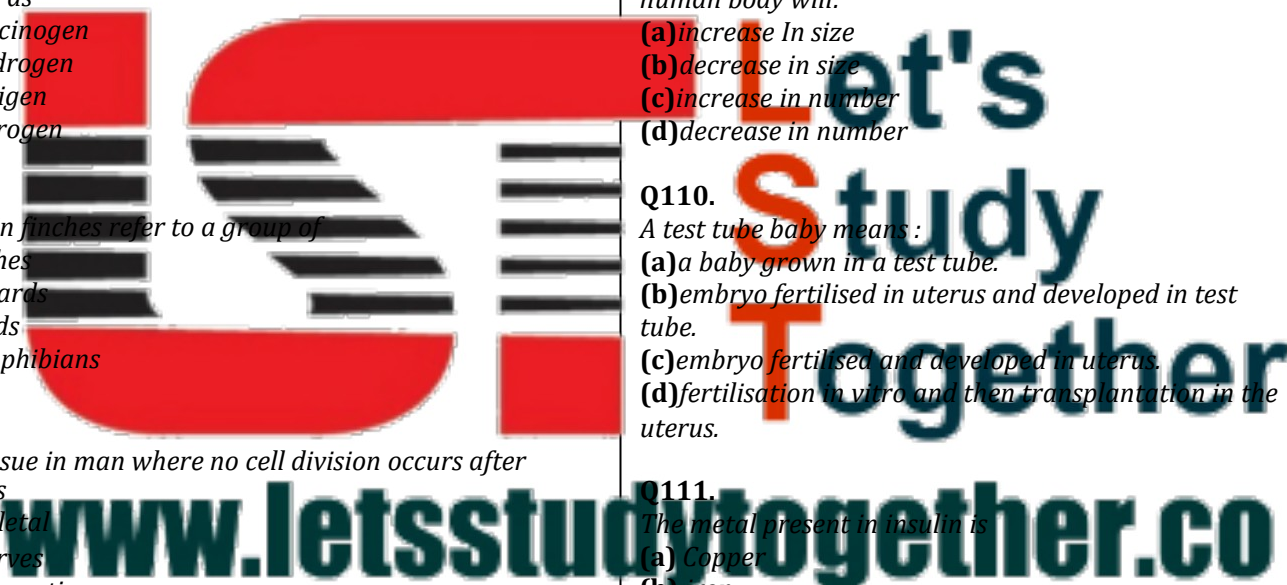 as
cinogen
drogen
igen
rogen
n finches refer to a group of
hes
ards
ds
phibians
sue in man where no cell division occurs after
s
letal
rves
human body will:
(a)increase In size
(b)decrease in size
(c)increase in number
(d)decrease in number
Q110.
A test tube baby means :
(a)a baby grown in a test tube.
(b)embryo fertilised in uterus and developed in test
tube.
(c)embryo fertilised and developed in uterus.
(d)fertilisation in vitro and then transplantation in the
uterus.
Q111.
The metal present in insulin is
(a) Copper
(b) iron
Let's
Study
Together
www.letsstudytogether.co